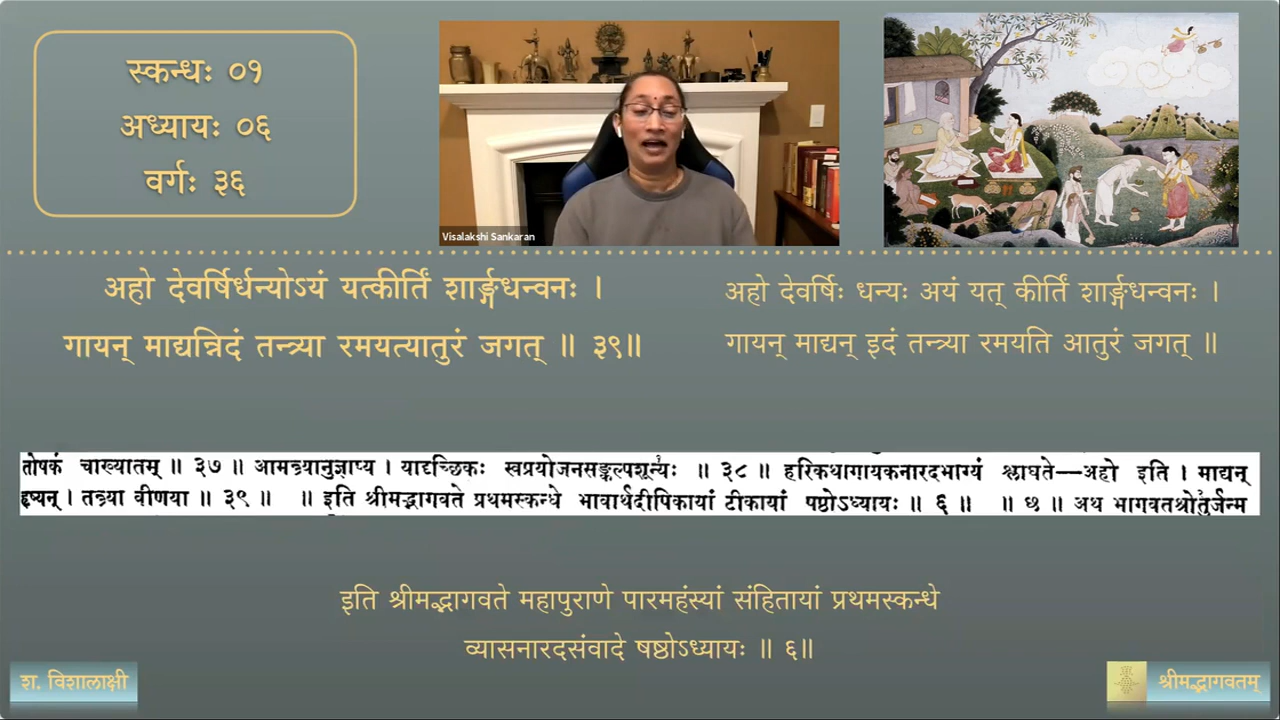 स्कन्धः ०१
अध्यायः ०६
वर्गः ३६
Visalakshi Sankaran
अहो देवर्षिर्धन्योऽयं यत्कीर्तिं शार्ङ्गधन्वनः ।
गायन् माद्यन्निदं तन्त्र्या रमयत्यातुरं जगत् ॥ ३९॥
अहो देवर्षिः धन्यः अयं यत् कीर्तिं शार्ङ्गधन्वनः ।
गायन् माद्यन् इदं तन्त्र्या रमयति आतुरं जगत् ॥
तोषकं चाख्यातम् ॥ ३७ ॥ आमन्त्र्यानुज्ञाप्य । यादृच्छिकः स्वप्रयोजनसङ्कल्पशून्यः ॥ ३८ ॥ हरिकथागायकनारदभाग्यं श्लाघते—अहो इति । माद्यन्
हृष्यन् । तन्त्र्या वीणया ॥ ३९ ॥ ॥ इति श्रीमद्भागवते प्रथमस्कन्धे भावार्थदीपिकायां टीकायां षष्ठोऽध्यायः ॥ ६ ॥ ॥ छ ॥ अथ भागवतश्रोतुर्जन्म
इति श्रीमद्भागवते महापुराणे पारमहंस्यां संहितायां प्रथमस्कन्धे
व्यासनारदसंवादे षष्ठोऽध्यायः ॥ ६॥
श. विशालाक्षी
श्रीमद्भागवतम्